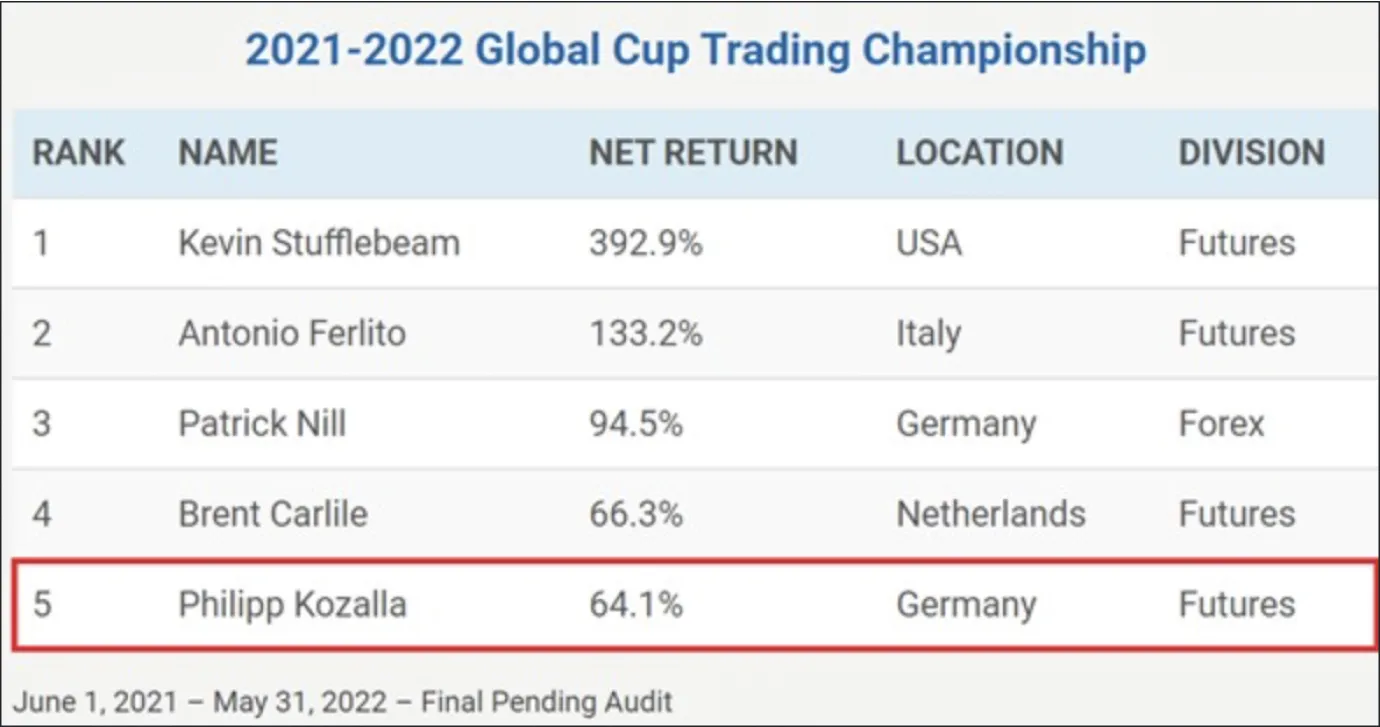 2021-2022 Global Cup Trading Championship
RANK NAME NET RETURN LOCATION DIVISION
1 Kevin Stufflebeam 392.9% USA Futures
2 Antonio Ferlito 133.2% Italy Futures
3 Patrick Nill 94.5% Germany Forex
4 Brent Carlile 66.3% Netherlands Futures
5 Philipp Kozalla 64.1% Germany Futures
June 1, 2021 – May 31, 2022 – Final Pending Audit